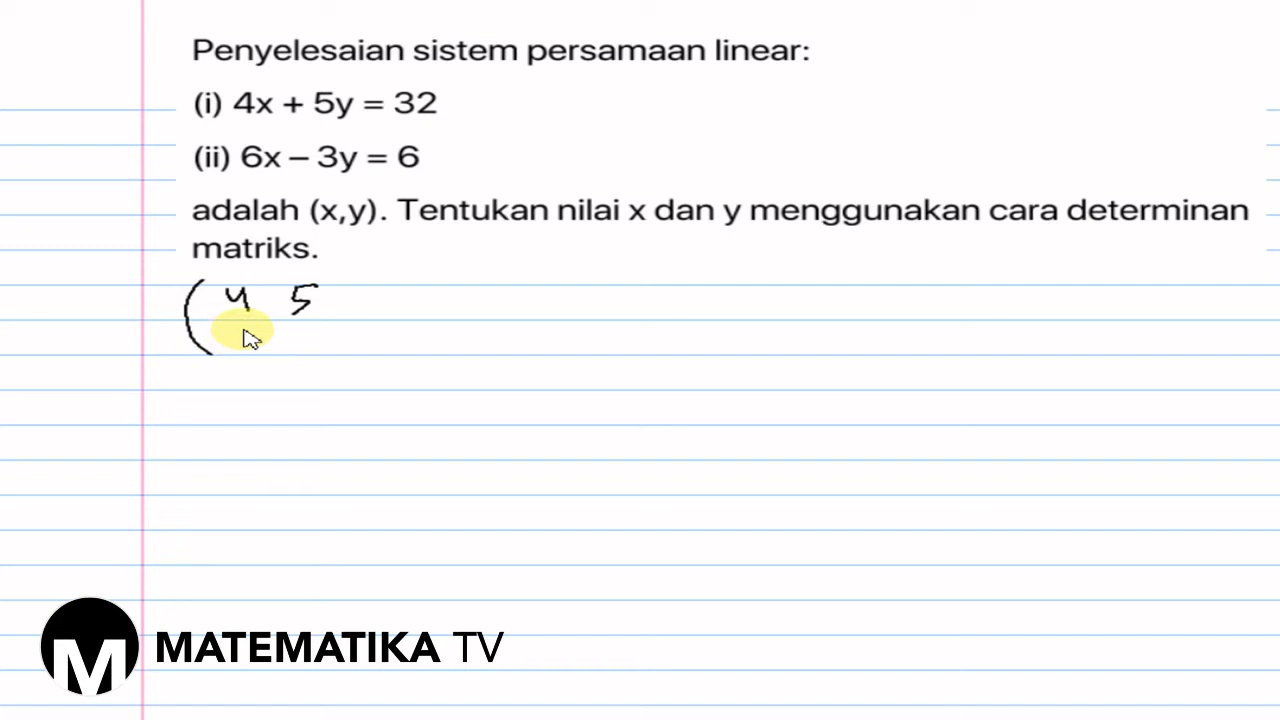 Penyelesaian sistem persamaan linear:
(i) 4x + 5y = 32
(ii) 6x – 3y = 6
adalah (x,y). Tentukan nilai x dan y menggunakan cara determinan
matriks.
( 4 5
M MATEMATIKA TV